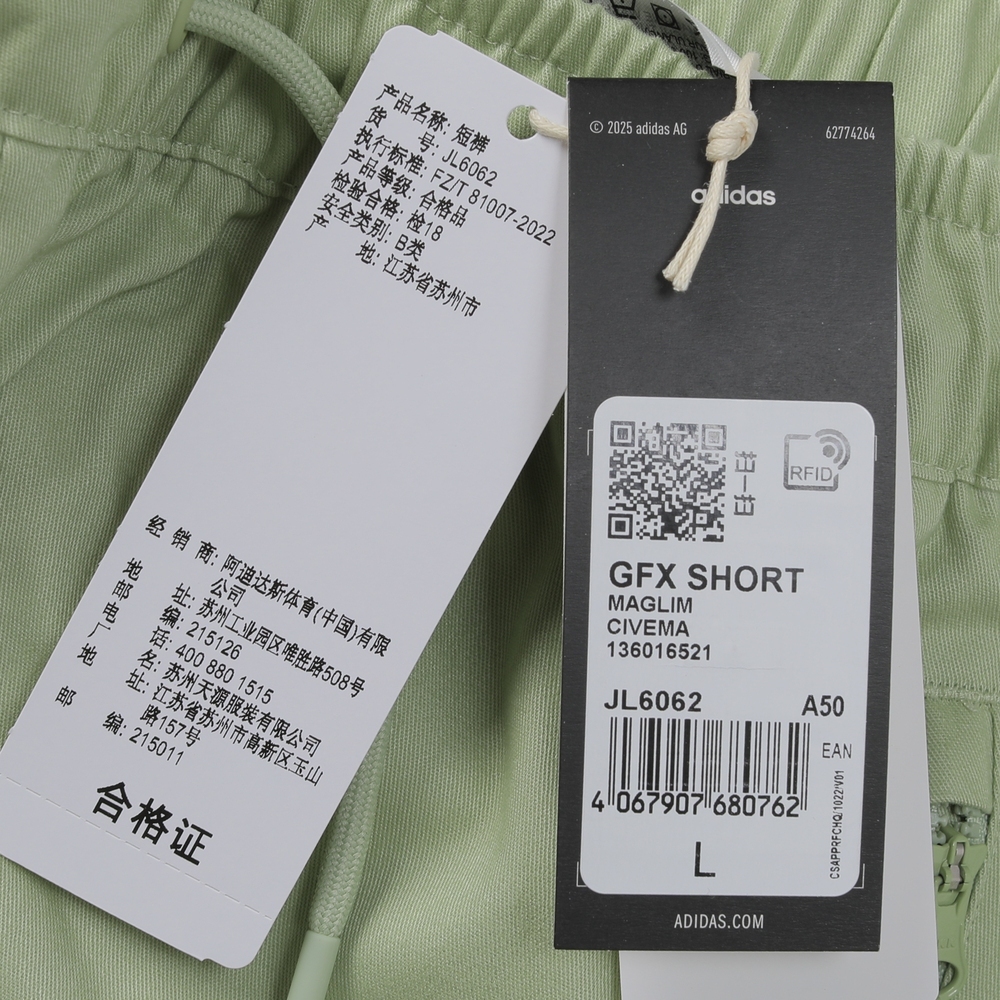 产品名称: 短裤
货 号: JL6062
执行标准: FZ/T 81007-2022
产品等级: 合格品
检验合格: 检18
安全类别: B类
产 地: 江苏省苏州市
经 销 商: 阿迪达斯体育(中国)有限
公司
地 址: 苏州工业园区唯胜路508号
邮 编: 215126
电 话: 400 880 1515
厂 名: 苏州天源服装有限公司
地 址: 江苏省苏州市高新区玉山
路157号
邮 编: 215011
合格证
© 2025 adidas AG
62774264
adidas
扫一扫
RFID
GFX SHORT
MAGLIM
CIVEMA
136016521
JL6062 A50
EAN
4 067907 680762
CSAPPRFCHQ/1022'V01
L
ADIDAS.COM